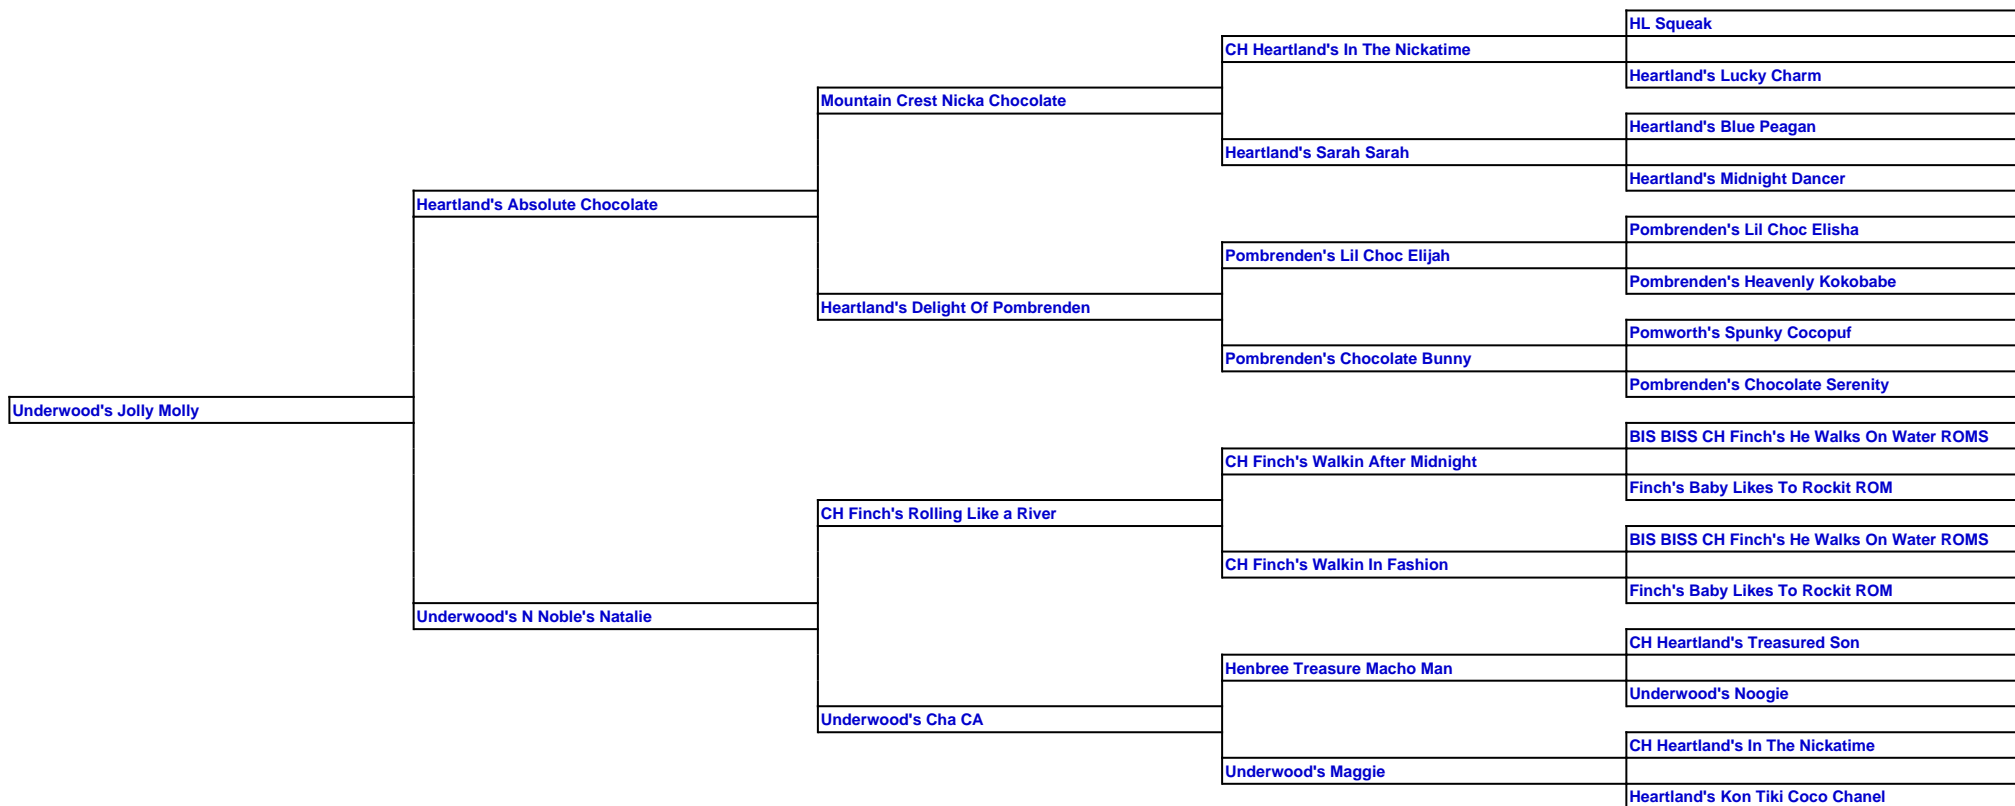 HL Squeak
CH Heartland's In The Nickatime
Heartland's Lucky Charm
Mountain Crest Nicka Chocolate
Heartland's Blue Peagan
Heartland's Sarah Sarah
Heartland's Midnight Dancer
Heartland's Absolute Chocolate
Pombrenden's Lil Choc Elisha
Pombrenden's Lil Choc Elijah
Pombrenden's Heavenly Kokobabe
Heartland's Delight Of Pombrenden
Pomworth's Spunky Cocopuf
Pombrenden's Chocolate Bunny
Pombrenden's Chocolate Serenity
Underwood's Jolly Molly
BIS BISS CH Finch's He Walks On Water ROMS
CH Finch's Walkin After Midnight
Finch's Baby Likes To Rockit ROM
CH Finch's Rolling Like a River
BIS BISS CH Finch's He Walks On Water ROMS
CH Finch's Walkin In Fashion
Finch's Baby Likes To Rockit ROM
Underwood's N Noble's Natalie
CH Heartland's Treasured Son
Henbree Treasure Macho Man
Underwood's Noogie
Underwood's Cha CA
CH Heartland's In The Nickatime
Underwood's Maggie
Heartland's Kon Tiki Coco Chanel